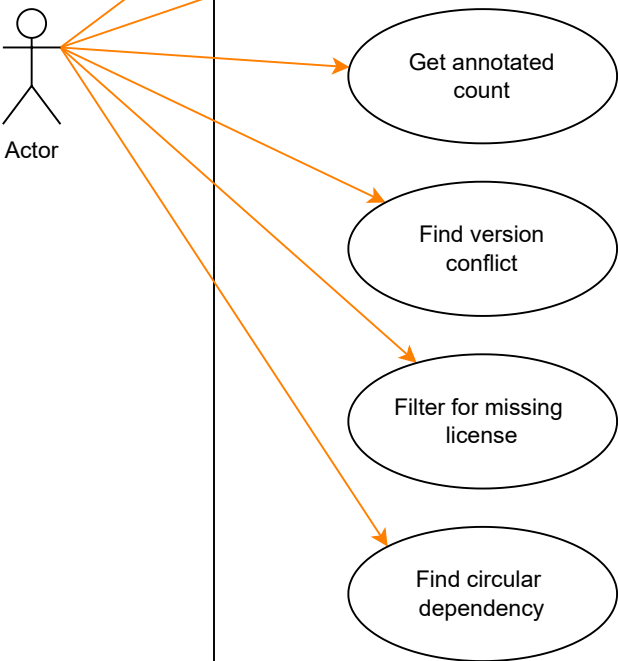 Get annotated
count
Actor
Find version
conflict
Filter for missing
license
Find circular
dependency